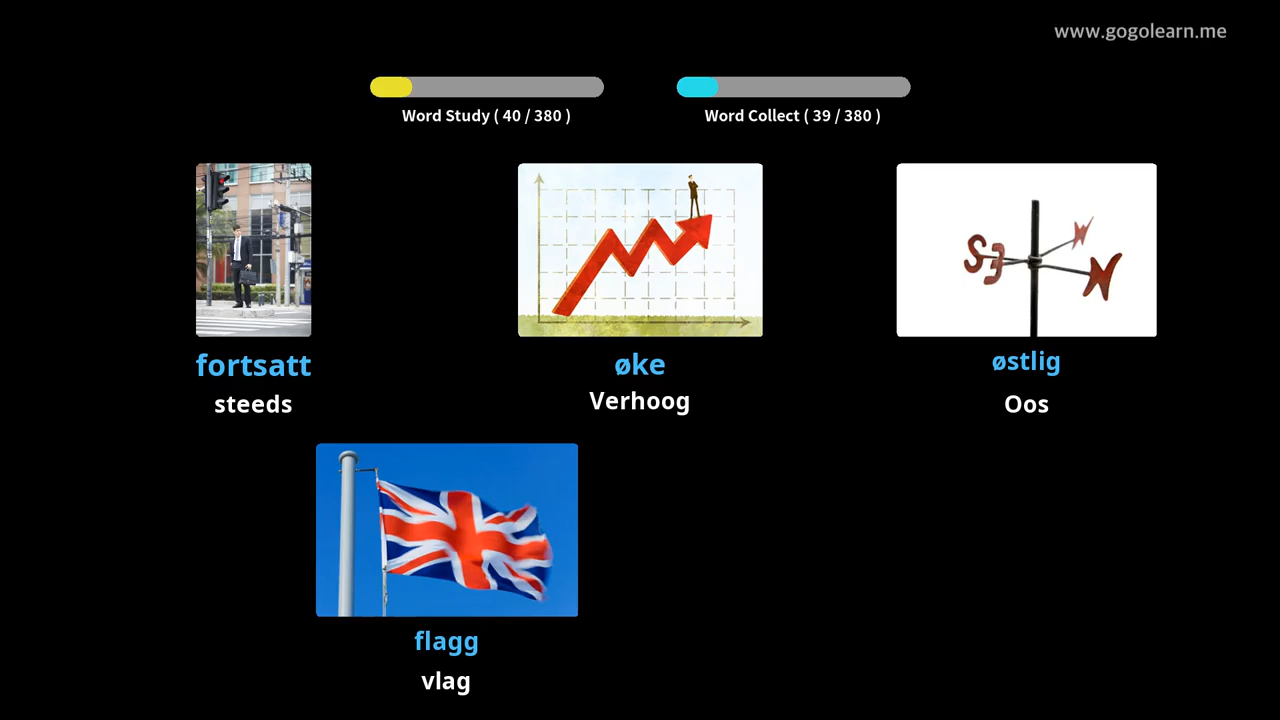 www.gogolearn.me
Word Study ( 40 / 380 )
Word Collect ( 39 / 380 )
S E N W
fortsatt
steeds
øke
Verhoog
østlig
Oos
flagg
vlag